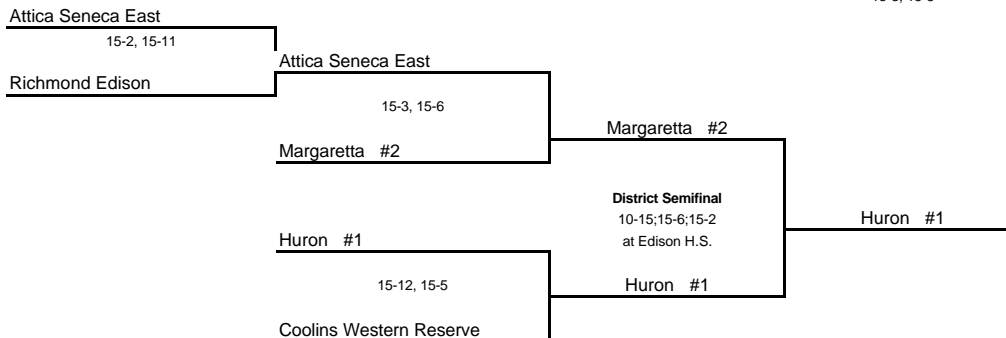 Attica Seneca East
15-2, 15-11
Attica Seneca East
Richmond Edison
15-3, 15-6
Margaretta #2
Margaretta #2
District Semifinal
10-15;15-6;15-2
Huron #1
Huron #1
at Edison H.S.
15-12, 15-5
Huron #1
Coolins Western Reserve